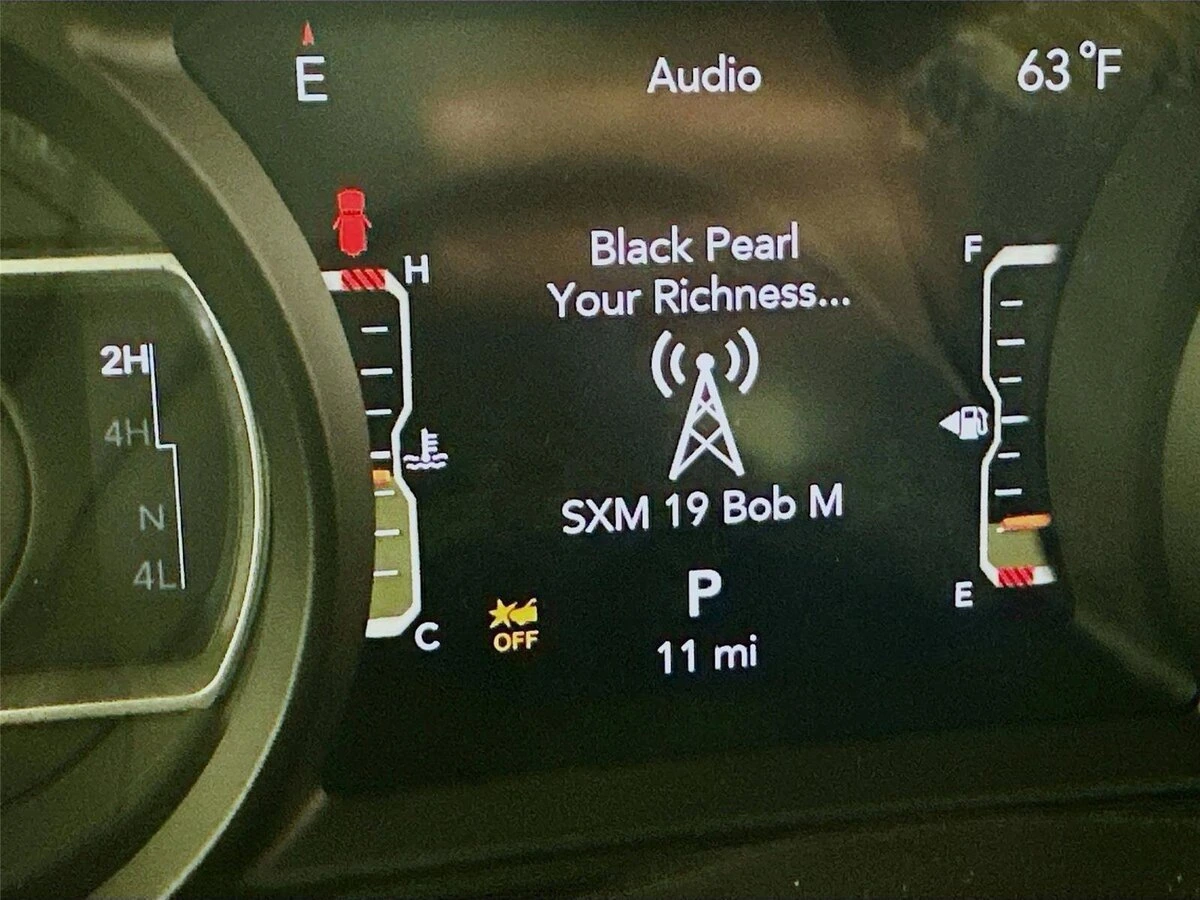 E
Audio
63°F
H
Black Pearl
Your Richness...
F
2H
4H
N
4L
SXM 19 Bob M
P
11 mi
OFF
C
E